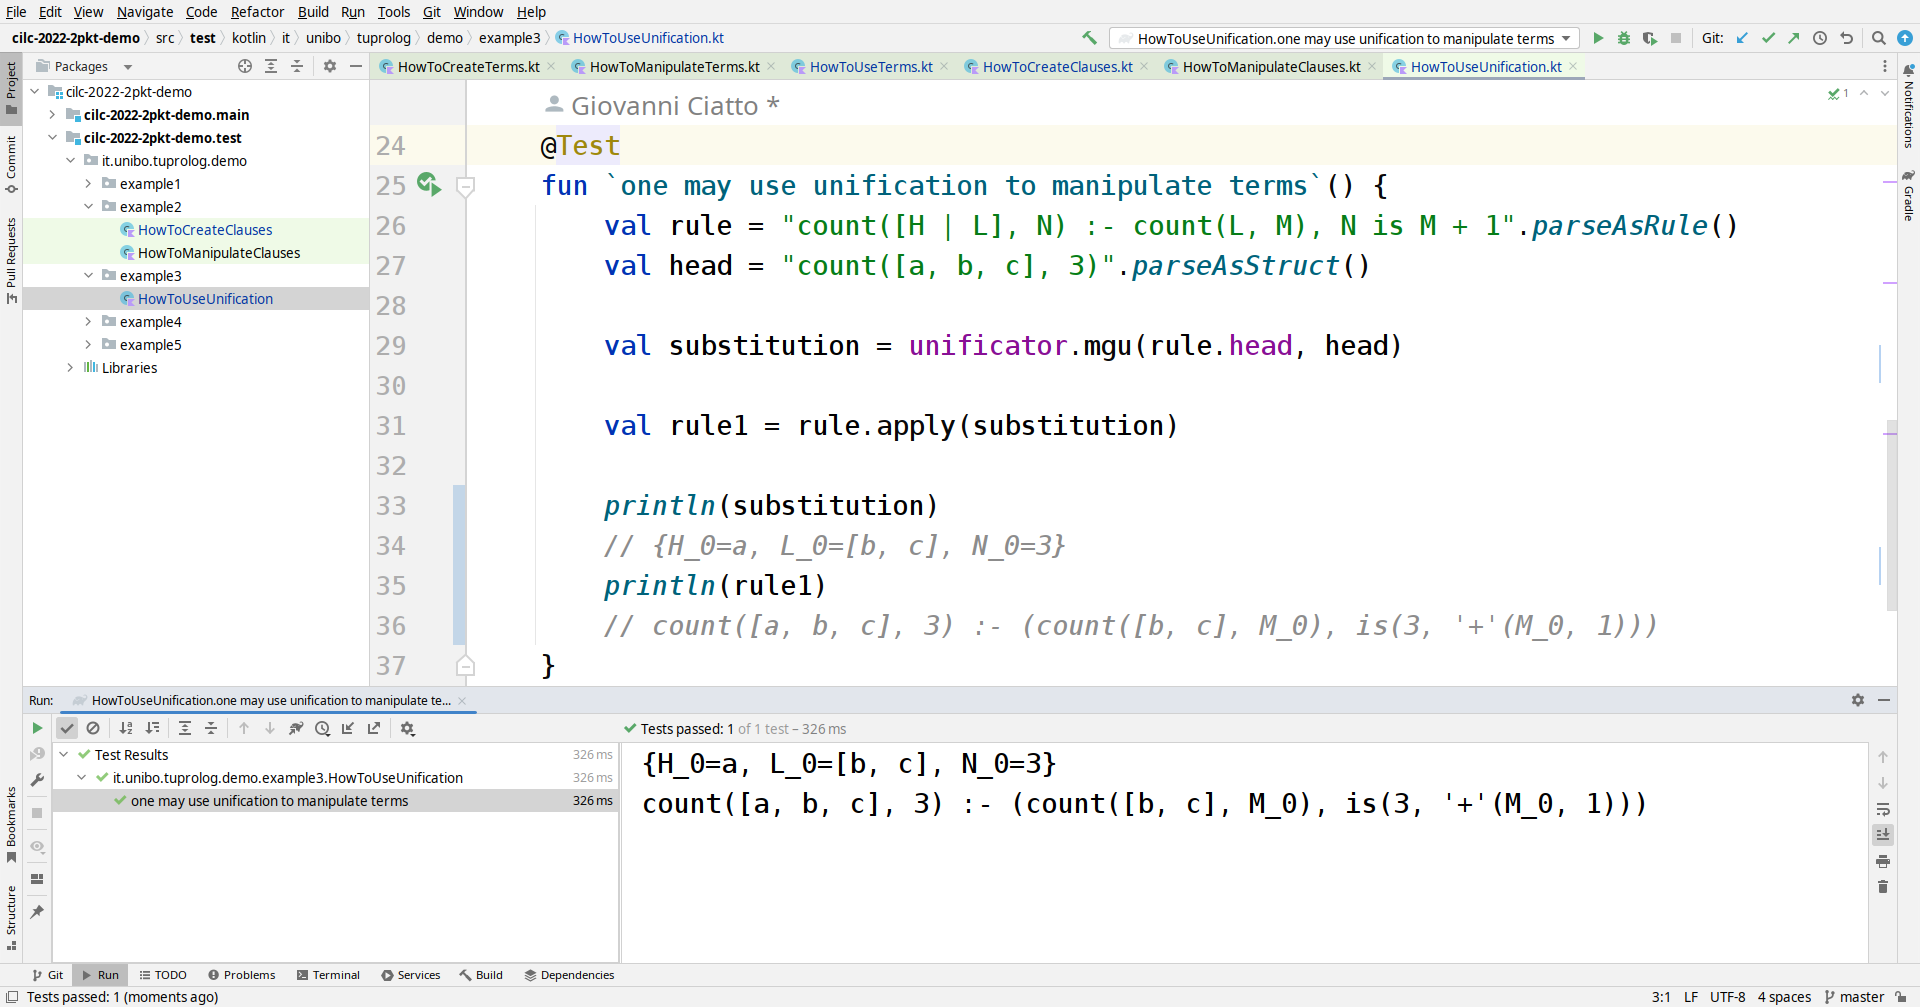 File Edit View Navigate Code Refactor Build Run Tools Git Window Help
cilc-2022-2pkt-demo src test kotlin it unibo tuprolog demo example3 HowToUseUnification.kt HowToUseUnification.one may use unification to manipulate terms Git:
Packages
HowToCreateTerms.kt HowToManipulateTerms.kt HowToUseTerms.kt HowToCreateClauses.kt HowToManipulateClauses.kt HowToUseUnification.kt
Project
Commit
Pull Requests
Bookmarks
Structure
Notifications
Gradle
cilc-2022-2pkt-demo
cilc-2022-2pkt-demo.main
cilc-2022-2pkt-demo.test
it.unibo.tuprolog.demo
example1
example2
HowToCreateClauses
HowToManipulateClauses
example3
HowToUseUnification
example4
example5
Libraries
Giovanni Ciatto *
1
24 @Test
25 fun `one may use unification to manipulate terms`() {
26 val rule = "count([H | L], N) :- count(L, M), N is M + 1".parseAsRule()
27 val head = "count([a, b, c], 3)".parseAsStruct()
28
29 val substitution = unificator.mgu(rule.head, head)
30
31 val rule1 = rule.apply(substitution)
32
33 println(substitution)
34 // {H_0=a, L_0=[b, c], N_0=3}
35 println(rule1)
36 // count([a, b, c], 3) :- (count([b, c], M_0), is(3, '+'(M_0, 1)))
37 }
Run: HowToUseUnification.one may use unification to manipulate te...
Tests passed: 1 of 1 test – 326 ms
Test Results 326 ms
it.unibo.tuprolog.demo.example3.HowToUseUnification 326 ms
one may use unification to manipulate terms 326 ms
{H_0=a, L_0=[b, c], N_0=3}
count([a, b, c], 3) :- (count([b, c], M_0), is(3, '+'(M_0, 1)))
Git Run TODO Problems Terminal Services Build Dependencies
Tests passed: 1 (moments ago) 3:1 LF UTF-8 4 spaces master